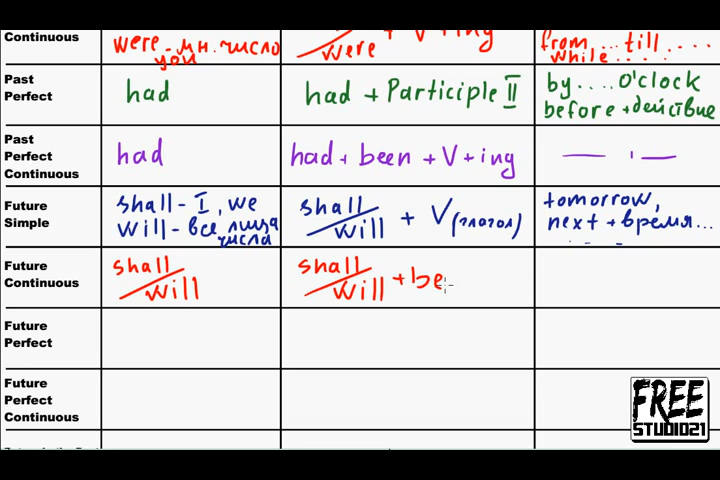 Continuous
were - мн. число
you
were + V + ing
from ... till ....
while .....
Past
Perfect
had
had + Participle II
by .... o'clock
before + действие
Past
Perfect
Continuous
had
had + been + V + ing
— ı —
Future
Simple
shall - I, we
will - все лица
числа
shall
will + V (глагол)
tomorrow,
next + время...
Future
Continuous
shall
will
shall
will + be
Future
Perfect
Future
Perfect
Continuous
FREE
STUDIO21